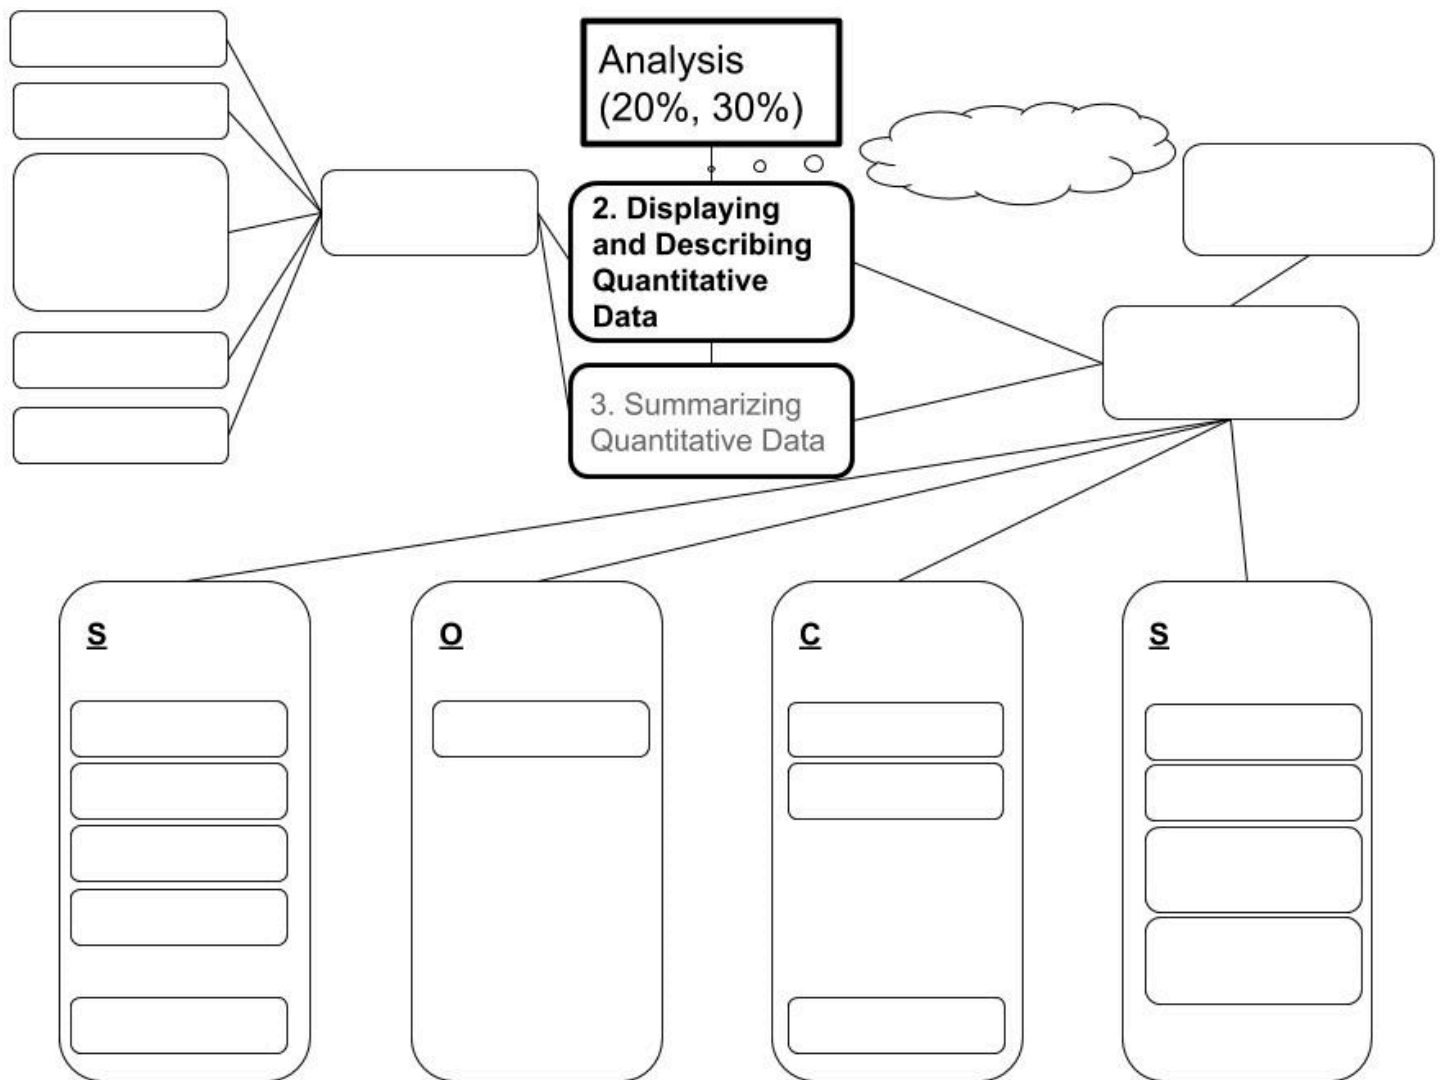 Analysis
(20%, 30%)
2. Displaying
and Describing
Quantitative
Data
3. Summarizing
Quantitative Data
S
O
C
S